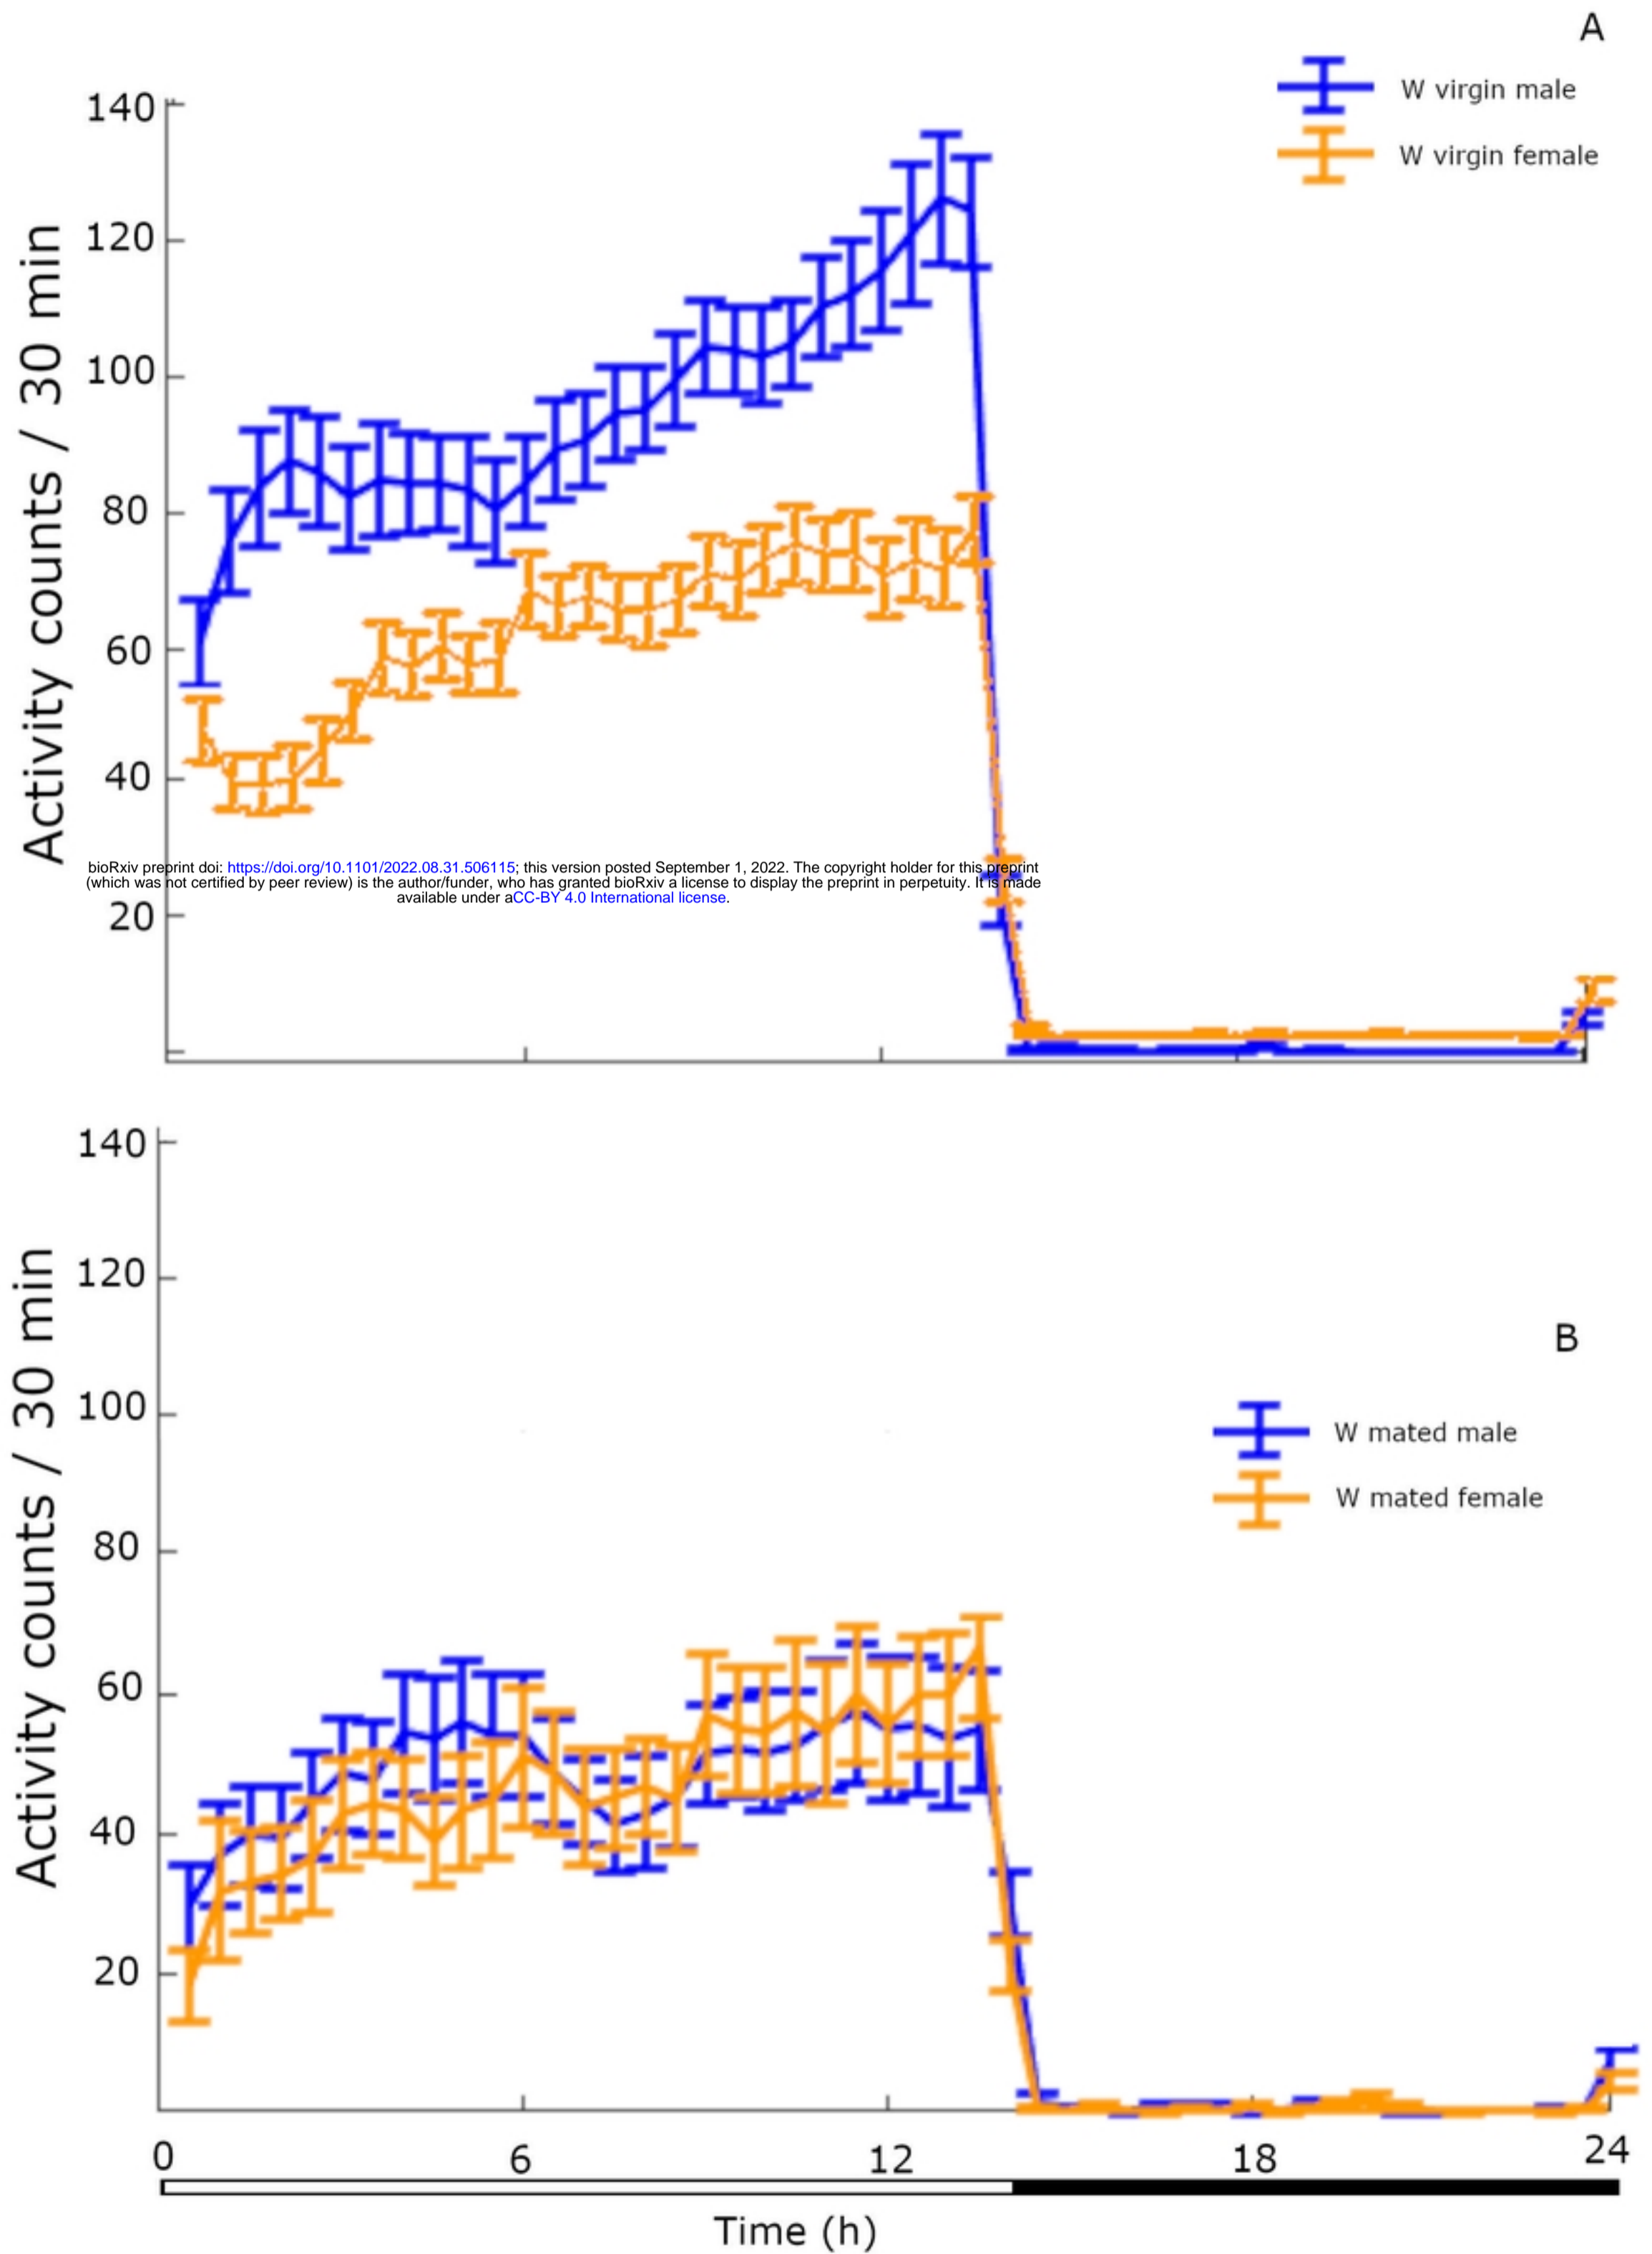 A
W virgin male
W virgin female
140
120
100
80
60
40
20
Activity counts / 30 min
bioRxiv preprint doi: https://doi.org/10.1101/2022.08.31.506115; this version posted September 1, 2022. The copyright holder for this preprint
(which was not certified by peer review) is the author/funder, who has granted bioRxiv a license to display the preprint in perpetuity. It is made
available under aCC-BY 4.0 International license.
B
W mated male
W mated female
140
120
100
80
60
40
20
Activity counts / 30 min
0 6 12 18 24
Time (h)